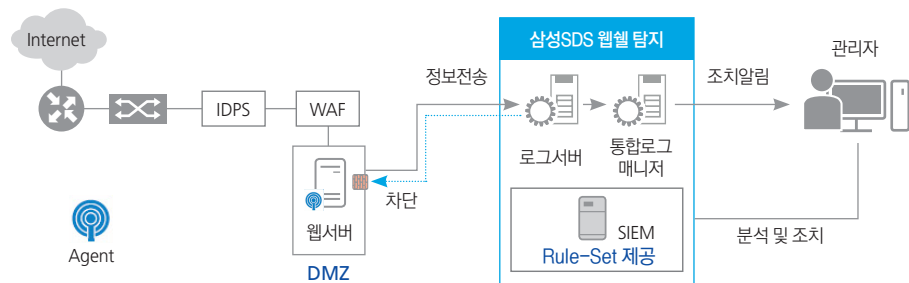 Internet
삼성SDS 웹쉘 탐지
관리자
정보전송
조치알림
IDPS
WAF
로그서버
통합로그
매니저
차단
웹서버
SIEM
Rule-Set 제공
분석 및 조치
Agent
DMZ